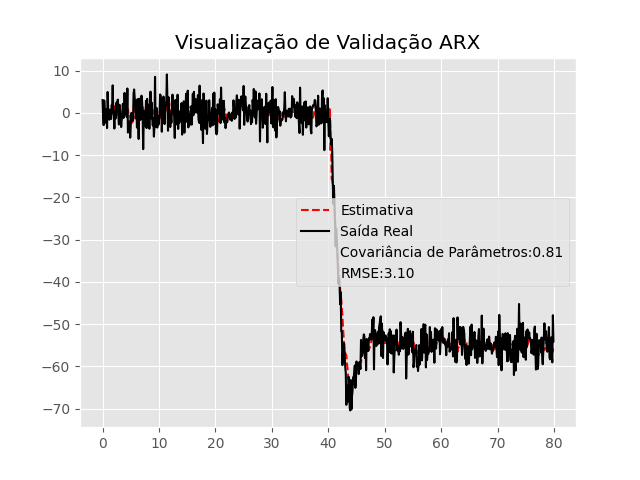 Visualização de Validação ARX
10
0
−10
−20
−30
−40
−50
−60
−70
Estimativa
Saída Real
Covariância de Parâmetros:0.81
RMSE:3.10
0 10 20 30 40 50 60 70 80